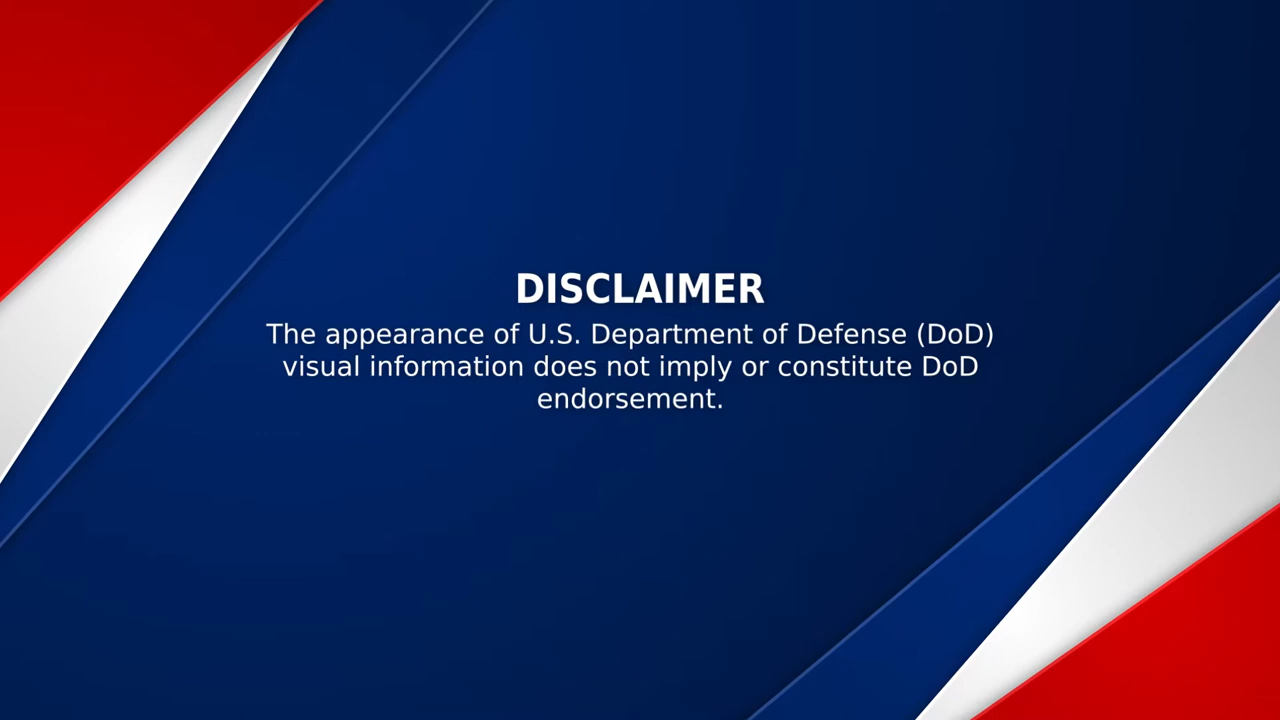 DISCLAIMER
The appearance of U.S. Department of Defense (DoD)
visual information does not imply or constitute DoD
endorsement.